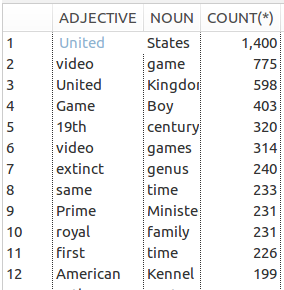 ADJECTIVE NOUN COUNT(*)
1 United States 1,400
2 video game 775
3 United Kingdo 598
4 Game Boy 403
5 19th century 320
6 video games 314
7 extinct genus 240
8 same time 233
9 Prime Ministe 231
10 royal family 231
11 first time 226
12 American Kennel 199